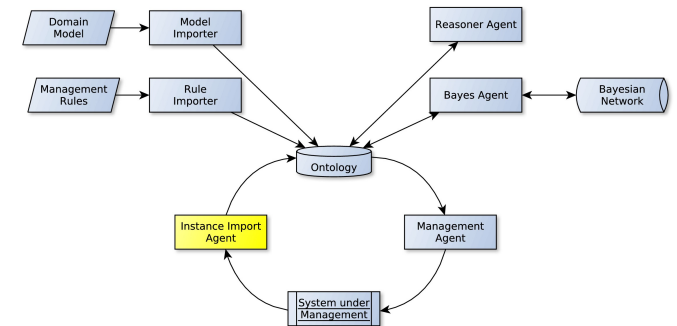 Domain
Model
Model
Importer
Reasoner Agent
Management
Rules
Rule
Importer
Bayes Agent
Bayesian
Network
Ontology
Instance Import
Agent
Management
Agent
System under
Management